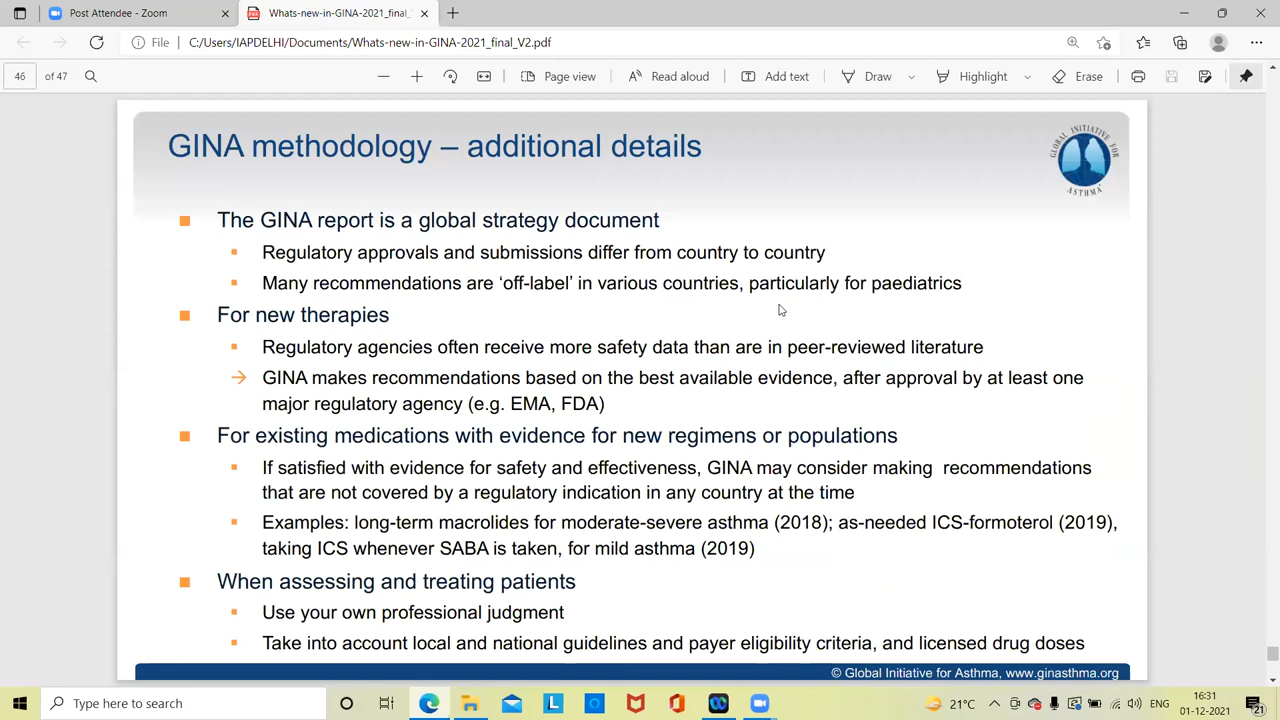 Post Attendee - Zoom
Whats-new-in-GINA-2021_final_
File C:/Users/IAPDELHI/Documents/Whats-new-in-GINA-2021_final_V2.pdf
46 of 47 Page view Read aloud Add text Draw Highlight Erase
GINA methodology – additional details
GLOBAL INITIATIVE FOR ASTHMA
The GINA report is a global strategy document
Regulatory approvals and submissions differ from country to country
Many recommendations are ‘off-label’ in various countries, particularly for paediatrics
For new therapies
Regulatory agencies often receive more safety data than are in peer-reviewed literature
→ GINA makes recommendations based on the best available evidence, after approval by at least one
major regulatory agency (e.g. EMA, FDA)
For existing medications with evidence for new regimens or populations
If satisfied with evidence for safety and effectiveness, GINA may consider making recommendations
that are not covered by a regulatory indication in any country at the time
Examples: long-term macrolides for moderate-severe asthma (2018); as-needed ICS-formoterol (2019),
taking ICS whenever SABA is taken, for mild asthma (2019)
When assessing and treating patients
Use your own professional judgment
Take into account local and national guidelines and payer eligibility criteria, and licensed drug doses
© Global Initiative for Asthma, www.ginasthma.org
Type here to search
21°C ENG 16:31
01-12-2021
21